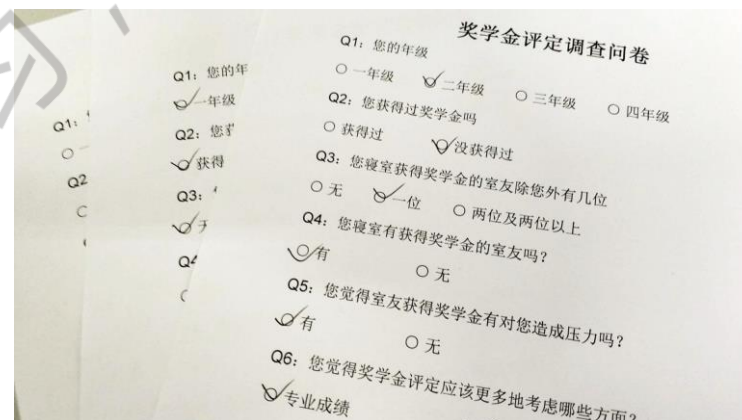 奖学金评定调查问卷
Q1：您的年级
○ 一年级 ○ 二年级 ○ 三年级 ○ 四年级
Q2：您获得过奖学金吗
○ 获得过 ○ 没获得过
Q3：您寝室获得奖学金的室友除您外有几位
○ 无 ○ 一位 ○ 两位及两位以上
Q4：您寝室有获得奖学金的室友吗？
○ 有 ○ 无
Q5：您觉得室友获得奖学金有对您造成压力吗？
○ 有 ○ 无
Q6：您觉得奖学金评定应该更多地考虑哪些方面？
○ 专业成绩
Q1：您的年
○ 一年级
Q2：您
○ 获得
Q3：
○
Q4
Q1：
○
Q2